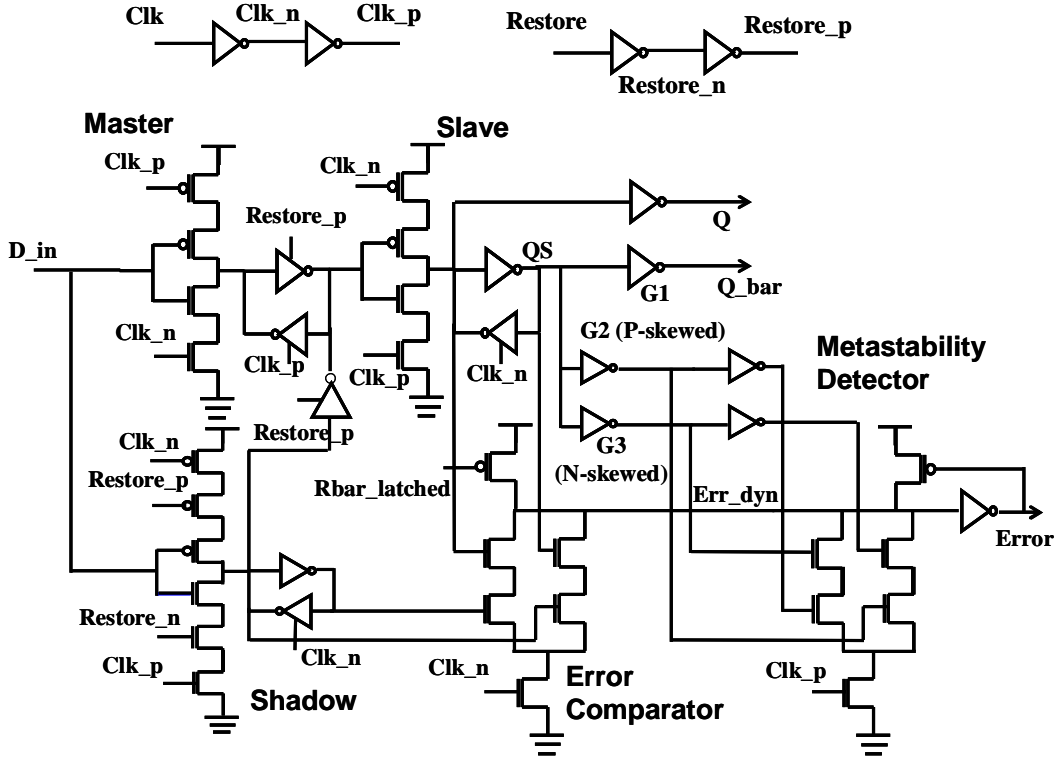 Clk
Clk_n
Clk_p
Restore
Restore_p
Restore_n
Master
Slave
Clk_p
Clk_n
Restore_p
Q
D_in
QS
Q_bar
G1
Clk_n
G2 (P-skewed)
Metastability
Detector
Clk_p
Clk_p
Clk_n
Restore_p
Clk_n
G3
(N-skewed)
Restore_p
Rbar_latched
Err_dyn
Error
Restore_n
Clk_n
Clk_n
Clk_p
Clk_p
Shadow
Error
Comparator